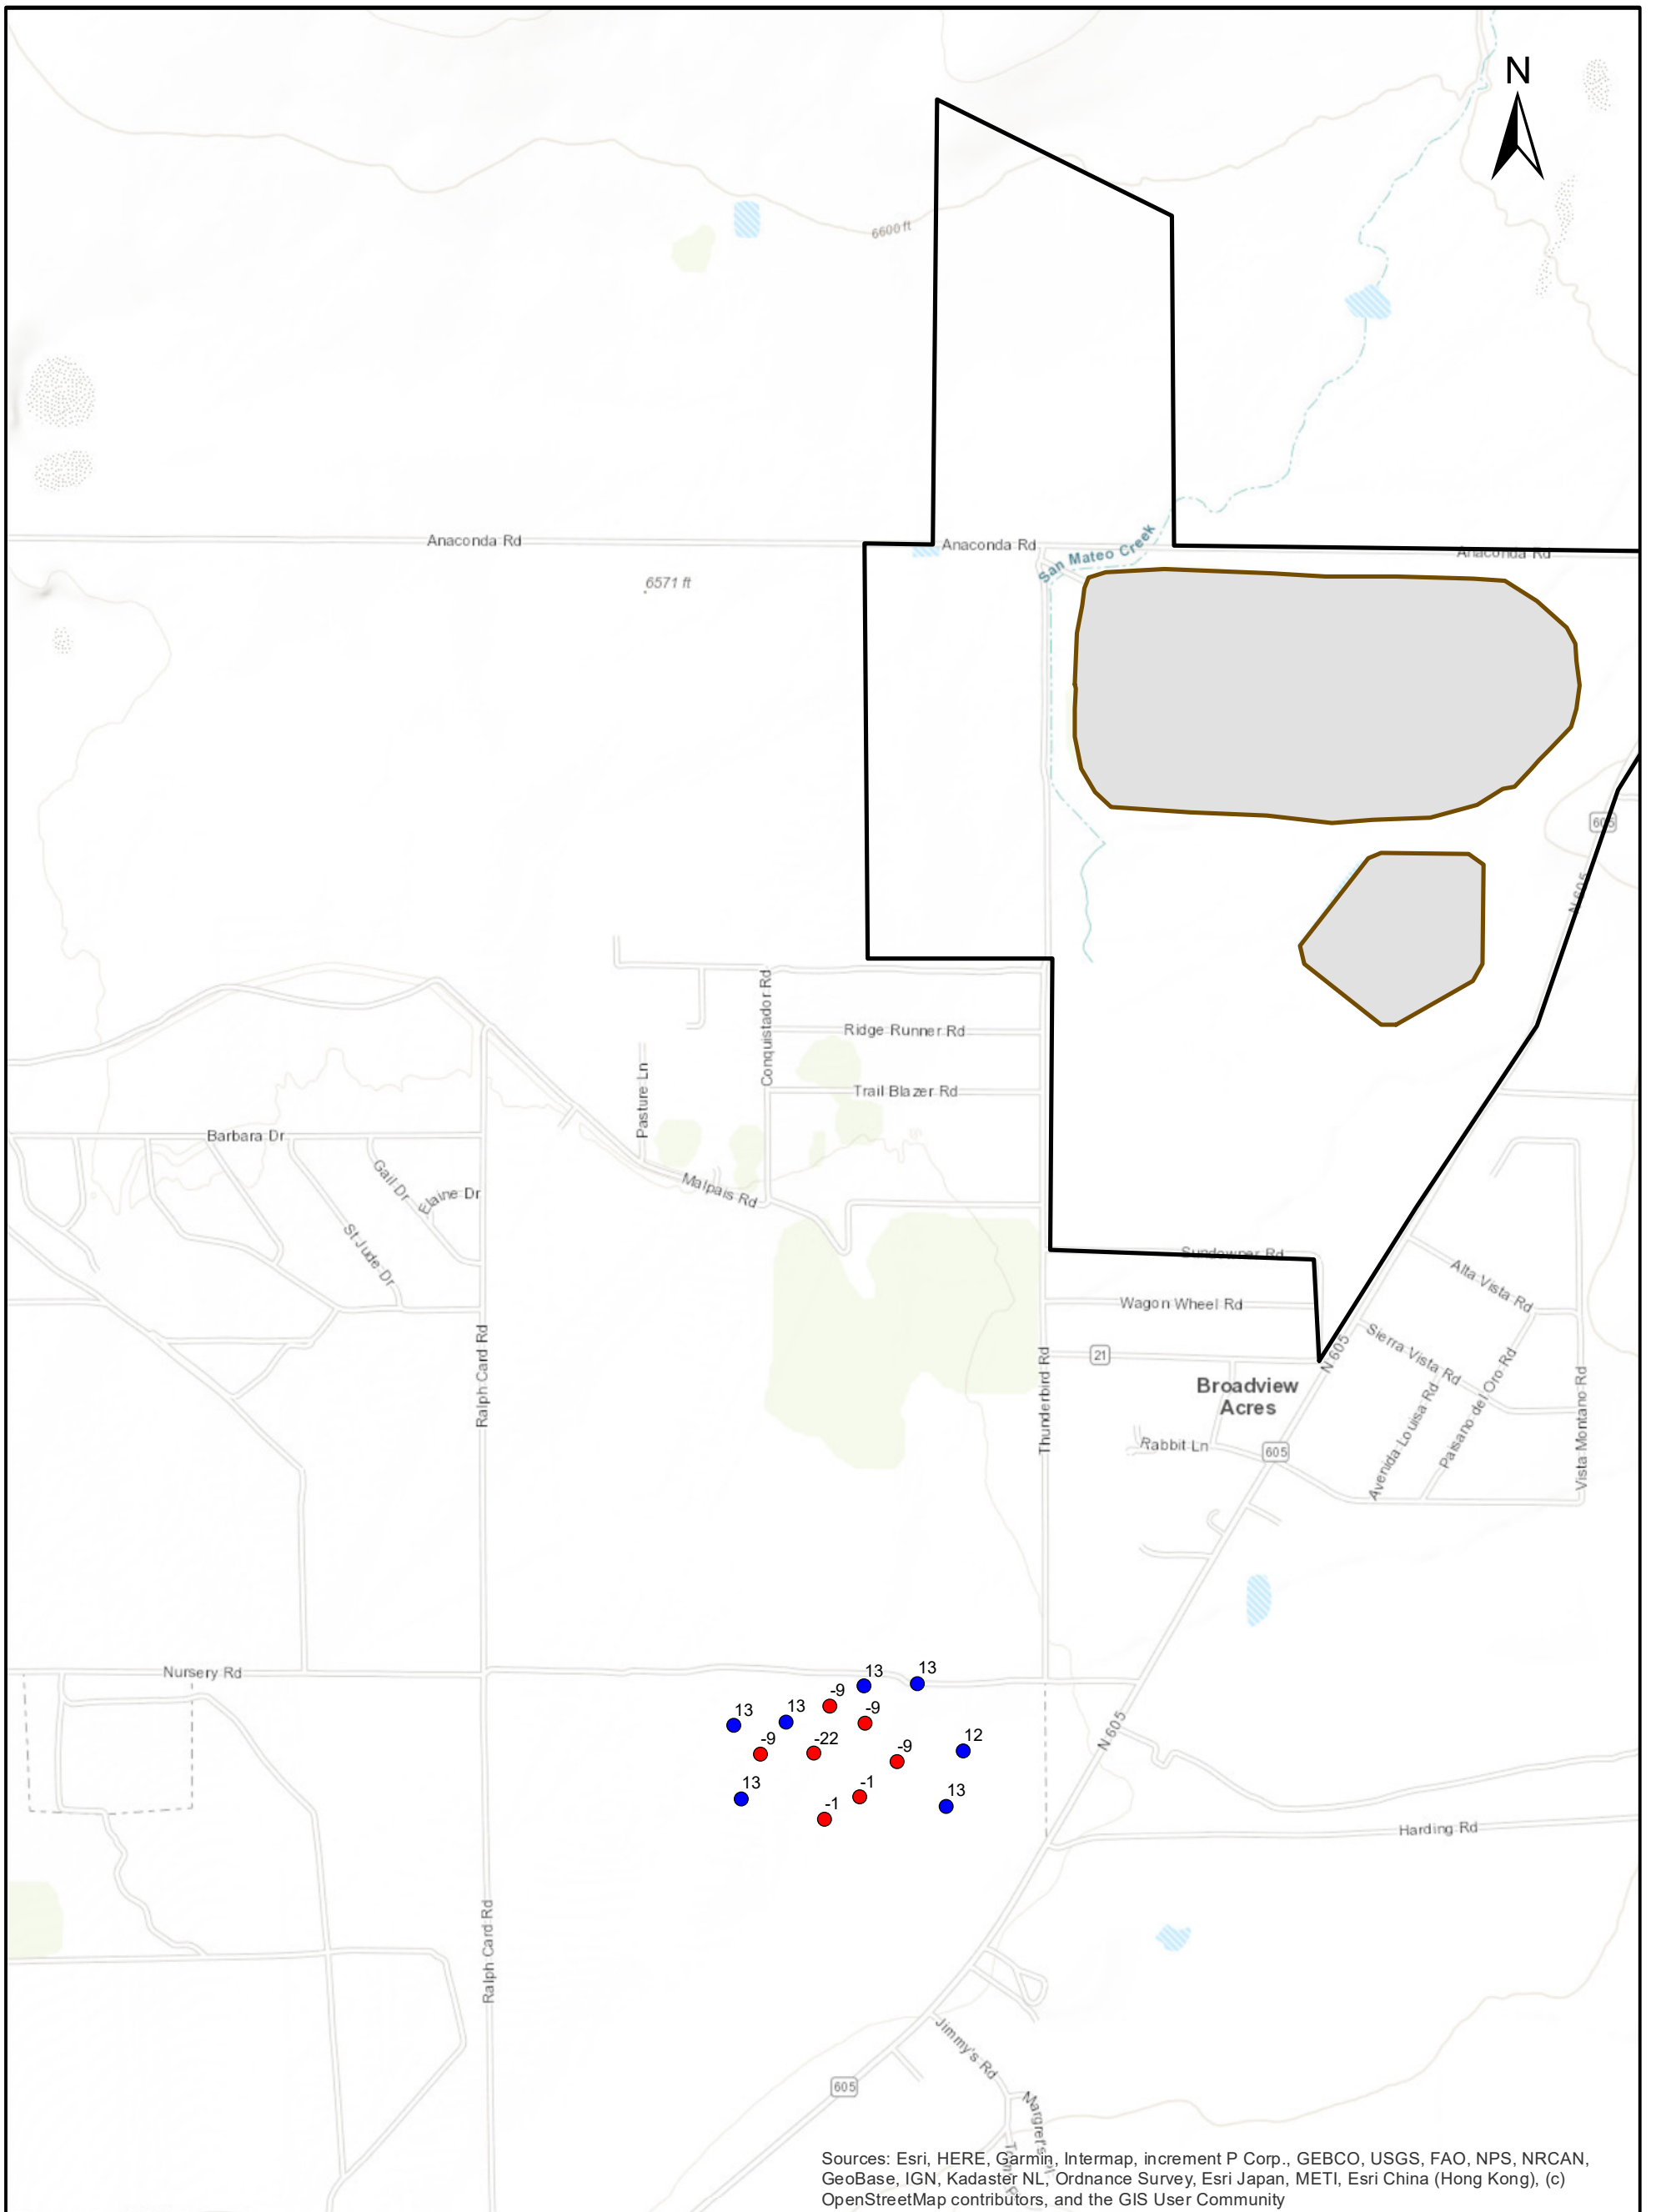 N
6600 ft
Anaconda Rd
Anaconda Rd
Anaconda Rd
San Mateo Creek
6571 ft
605
N 605
Conquistador Rd
Ridge Runner Rd
Pasture Ln
Trail Blazer Rd
Barbara Dr
Gail Dr
Elaine Dr
Malpais Rd
St Jude Dr
Sundowner Rd
Alta Vista Rd
Wagon Wheel Rd
Sierra Vista Rd
N 605
21
Ralph Card Rd
Thunderbird Rd
Broadview
Acres
Avenida Louisa Rd
Paisano del Oro Rd
Vista Montano Rd
Rabbit Ln
605
Nursery Rd
13
13
-9
13
13
-9
N 605
-9
-22
-9
12
13
-1
13
-1
Harding Rd
Ralph Card Rd
Jimmy's Rd
605
Sources: Esri, HERE, Garmin, Intermap, increment P Corp., GEBCO, USGS, FAO, NPS, NRCAN,
GeoBase, IGN, Kadaster NL, Ordnance Survey, Esri Japan, METI, Esri China (Hong Kong), (c)
OpenStreetMap contributors, and the GIS User Community